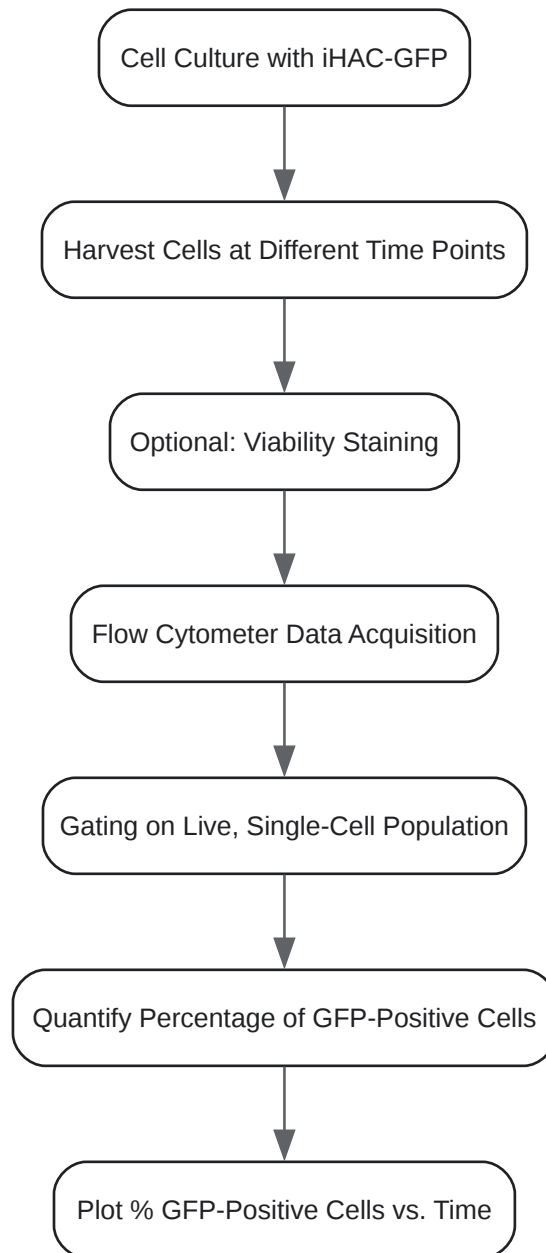 Cell Culture with iHAC-GFP
Harvest Cells at Different Time Points
Optional: Viability Staining
Flow Cytometer Data Acquisition
Gating on Live, Single-Cell Population
Quantify Percentage of GFP-Positive Cells
Plot % GFP-Positive Cells vs. Time